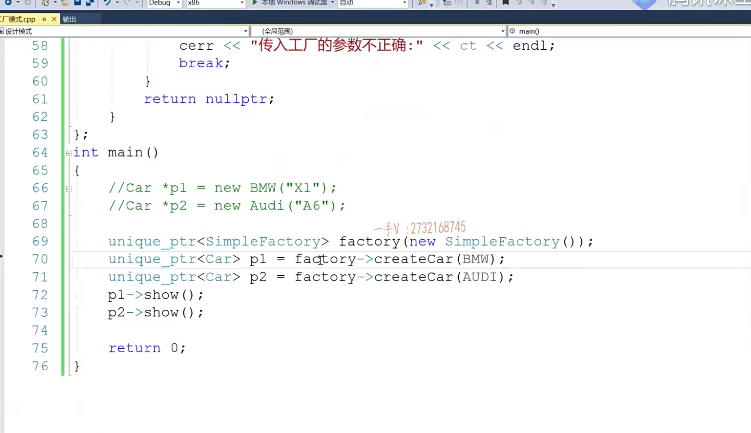 Debug x86 本地 Windows 调试器 自动
厂模式.cpp 输出
设计模式 (全局范围) main()
58 cerr << "传入工厂的参数不正确:" << ct << endl;
59 break;
60 }
61 return nullptr;
62 }
63 };
64 int main()
65 {
66 //Car *p1 = new BMW("X1");
67 //Car *p2 = new Audi("A6");
68
一手V :2732168745
69 unique_ptr<SimpleFactory> factory(new SimpleFactory());
70 unique_ptr<Car> p1 = factory->createCar(BMW);
71 unique_ptr<Car> p2 = factory->createCar(AUDI);
72 p1->show();
73 p2->show();
74
75 return 0;
76 }